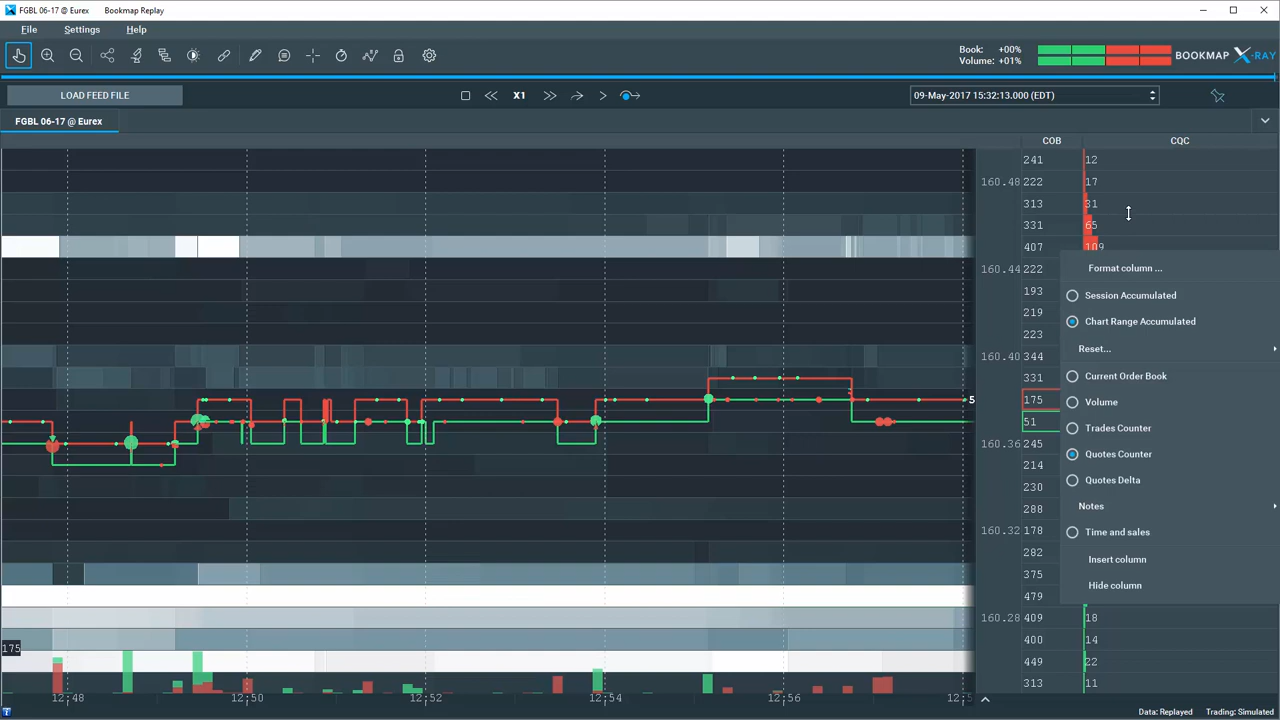 FGBL 06-17 @ Eurex Bookmap Replay
File Settings Help
Book: +00%
Volume: +01%
BOOKMAP X-RAY
LOAD FEED FILE
X1
09-May-2017 15:32:13.000 (EDT)
FGBL 06-17 @ Eurex
COB CQC
241 12
160.48 222 17
313 31
331 65
407 109
160.44 222
193
219
223
160.40 344
331
5 175
51
160.36 245
214
230
288
160.32 178
282
375
479
160.28 409 18
400 14
449 22
313 11
Format column ...
Session Accumulated
Chart Range Accumulated
Reset...
Current Order Book
Volume
Trades Counter
Quotes Counter
Quotes Delta
Notes
Time and sales
Insert column
Hide column
175
12:48 12:50 12:52 12:54 12:56 12:5
Data: Replayed Trading: Simulated